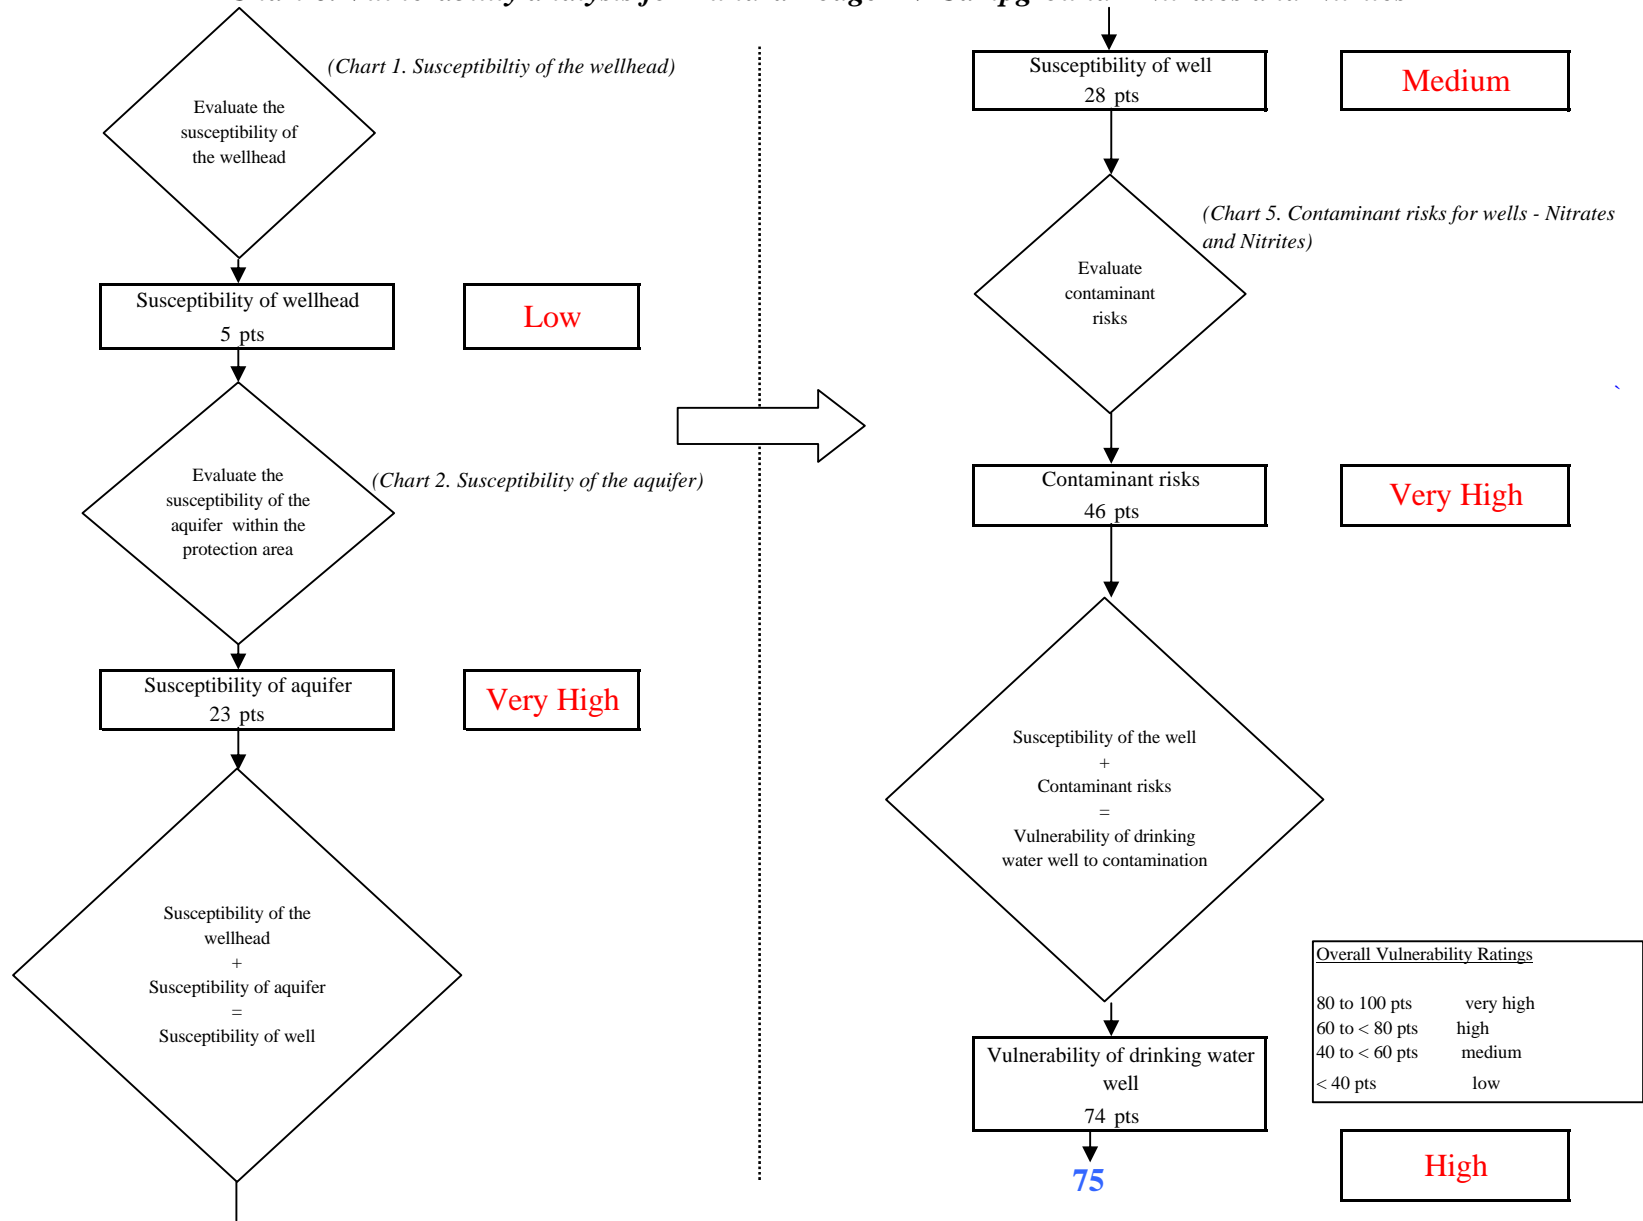 (Chart 1. Susceptibiltiy of the wellhead)
Evaluate the
susceptibility of
the wellhead
Susceptibility of wellhead
5 pts
Low
Evaluate the
susceptibility of the
aquifer within the
protection area
(Chart 2. Susceptibility of the aquifer)
Susceptibility of aquifer
23 pts
Very High
Susceptibility of the
wellhead
+
Susceptibility of aquifer
=
Susceptibility of well
Susceptibility of well
28 pts
Medium
(Chart 5. Contaminant risks for wells - Nitrates
and Nitrites)
Evaluate
contaminant
risks
`
Contaminant risks
46 pts
Very High
Susceptibility of the well
+
Contaminant risks
=
Vulnerability of drinking
water well to contamination
Overall Vulnerability Ratings
80 to 100 pts very high
60 to < 80 pts high
40 to < 60 pts medium
< 40 pts low
Vulnerability of drinking water
well
74 pts
75
High